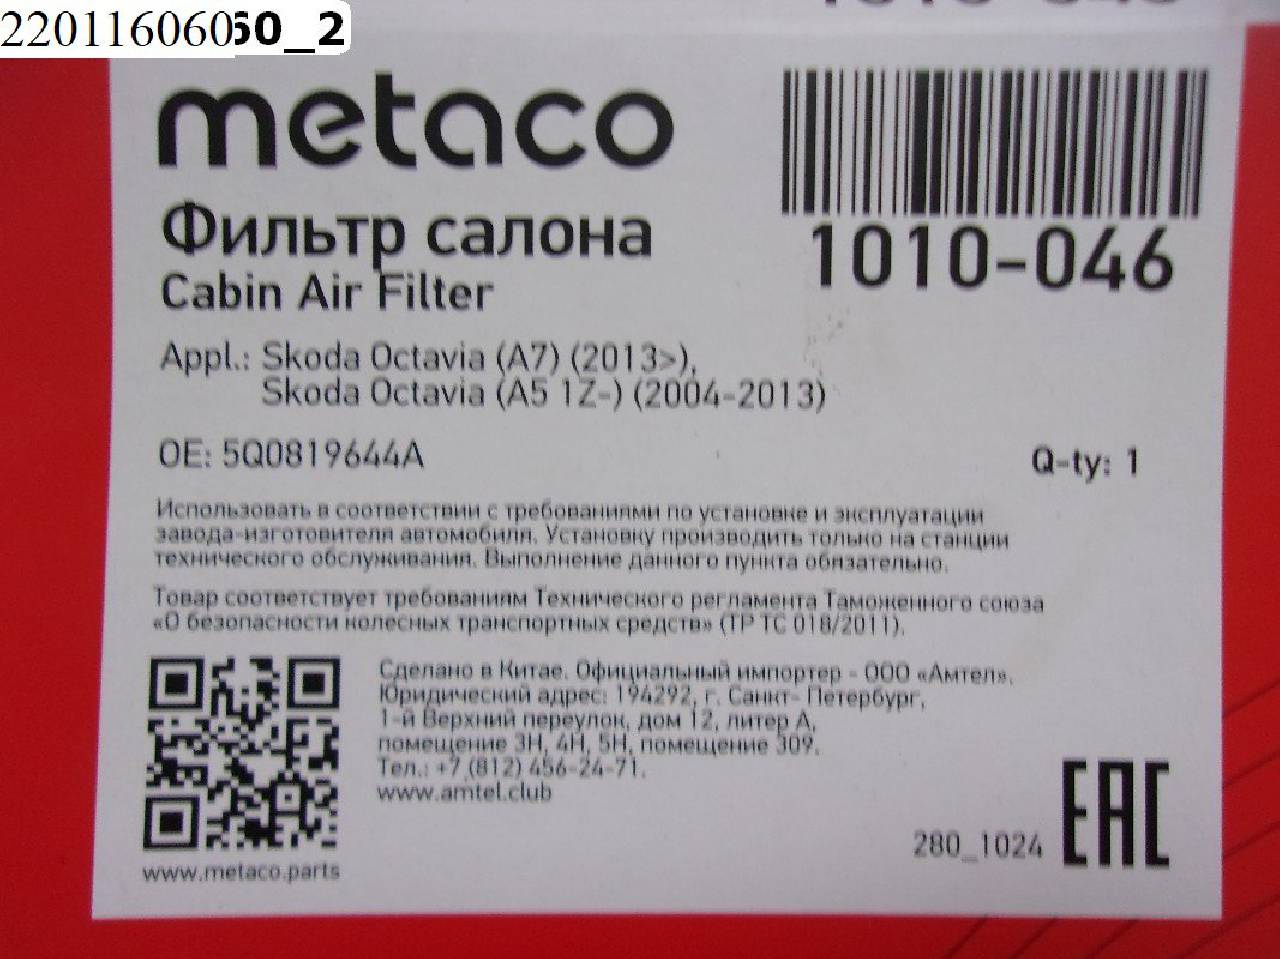 2201160605
50_2
metaco
Фильтр салона
Cabin Air Filter
1010-046
Appl.: Skoda Octavia (A7) (2013>),
Skoda Octavia (A5 1Z-) (2004-2013)
OE: 5Q0819644A
Q-ty: 1
Использовать в соответствии с требованиями по установке и эксплуатации
завода-изготовителя автомобиля. Установку производить только на станции
технического обслуживания. Выполнение данного пункта обязательно.
Товар соответствует требованиям Технического регламента Таможенного союза
«О безопасности колесных транспортных средств» (ТР ТС 018/2011).
Сделано в Китае. Официальный импортер - ООО «Амтел».
Юридический адрес: 194292, г. Санкт- Петербург,
1-й Верхний переулок, дом 12, литер А,
помещение 3Н, 4Н, 5Н, помещение 309.
Тел.: +7 (812) 456-24-71.
www.amtel.club
www.metaco.parts
280_1024
EAC